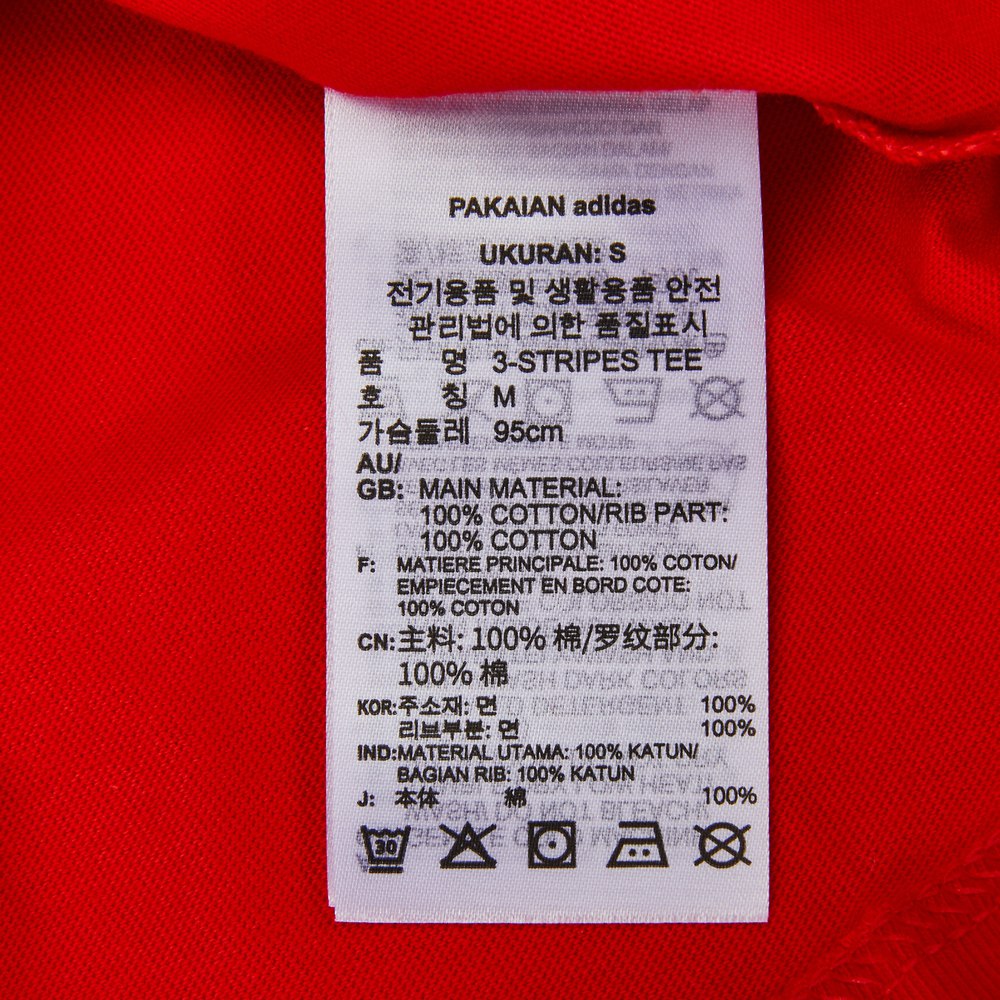 PAKAIAN adidas
UKURAN: S
전기용품 및 생활용품 안전
관리법에 의한 품질표시
품 명 3-STRIPES TEE
호 칭 M
가슴둘레 95cm
AU/
GB: MAIN MATERIAL:
100% COTTON/RIB PART:
100% COTTON
F: MATIERE PRINCIPALE: 100% COTON/
EMPIECEMENT EN BORD COTE:
100% COTON
CN: 主料: 100% 棉/罗纹部分:
100% 棉
KOR: 주소재: 면 100%
리브부분: 면 100%
IND: MATERIAL UTAMA: 100% KATUN/
BAGIAN RIB: 100% KATUN
J: 本体 綿 100%
30